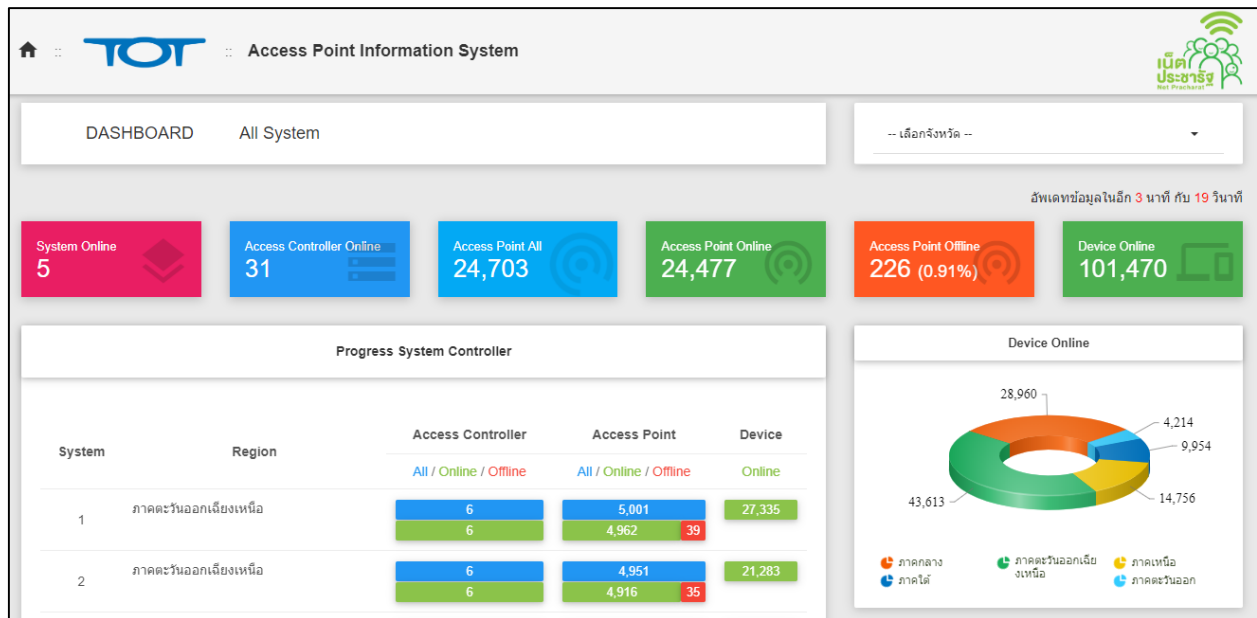 :: TOT :: Access Point Information System
เน็ต
ประชารัฐ
Net Pracharat
DASHBOARD All System
-- เลือกจังหวัด --
อัพเดทข้อมูลในอีก 3 นาที กับ 19 วินาที
System Online
5
Access Controller Online
31
Access Point All
24,703
Access Point Online
24,477
Access Point Offline
226 (0.91%)
Device Online
101,470
Progress System Controller
System Region Access Controller Access Point Device
All / Online / Offline All / Online / Offline Online
1 ภาคตะวันออกเฉียงเหนือ 6 5,001 27,335
6 4,962 39
2 ภาคตะวันออกเฉียงเหนือ 6 4,951 21,283
6 4,916 35
Device Online
28,960
4,214
9,954
43,613
14,756
ภาคกลาง
ภาคตะวันออกเฉีย
งเหนือ
ภาคเหนือ
ภาคใต้
ภาคตะวันออก